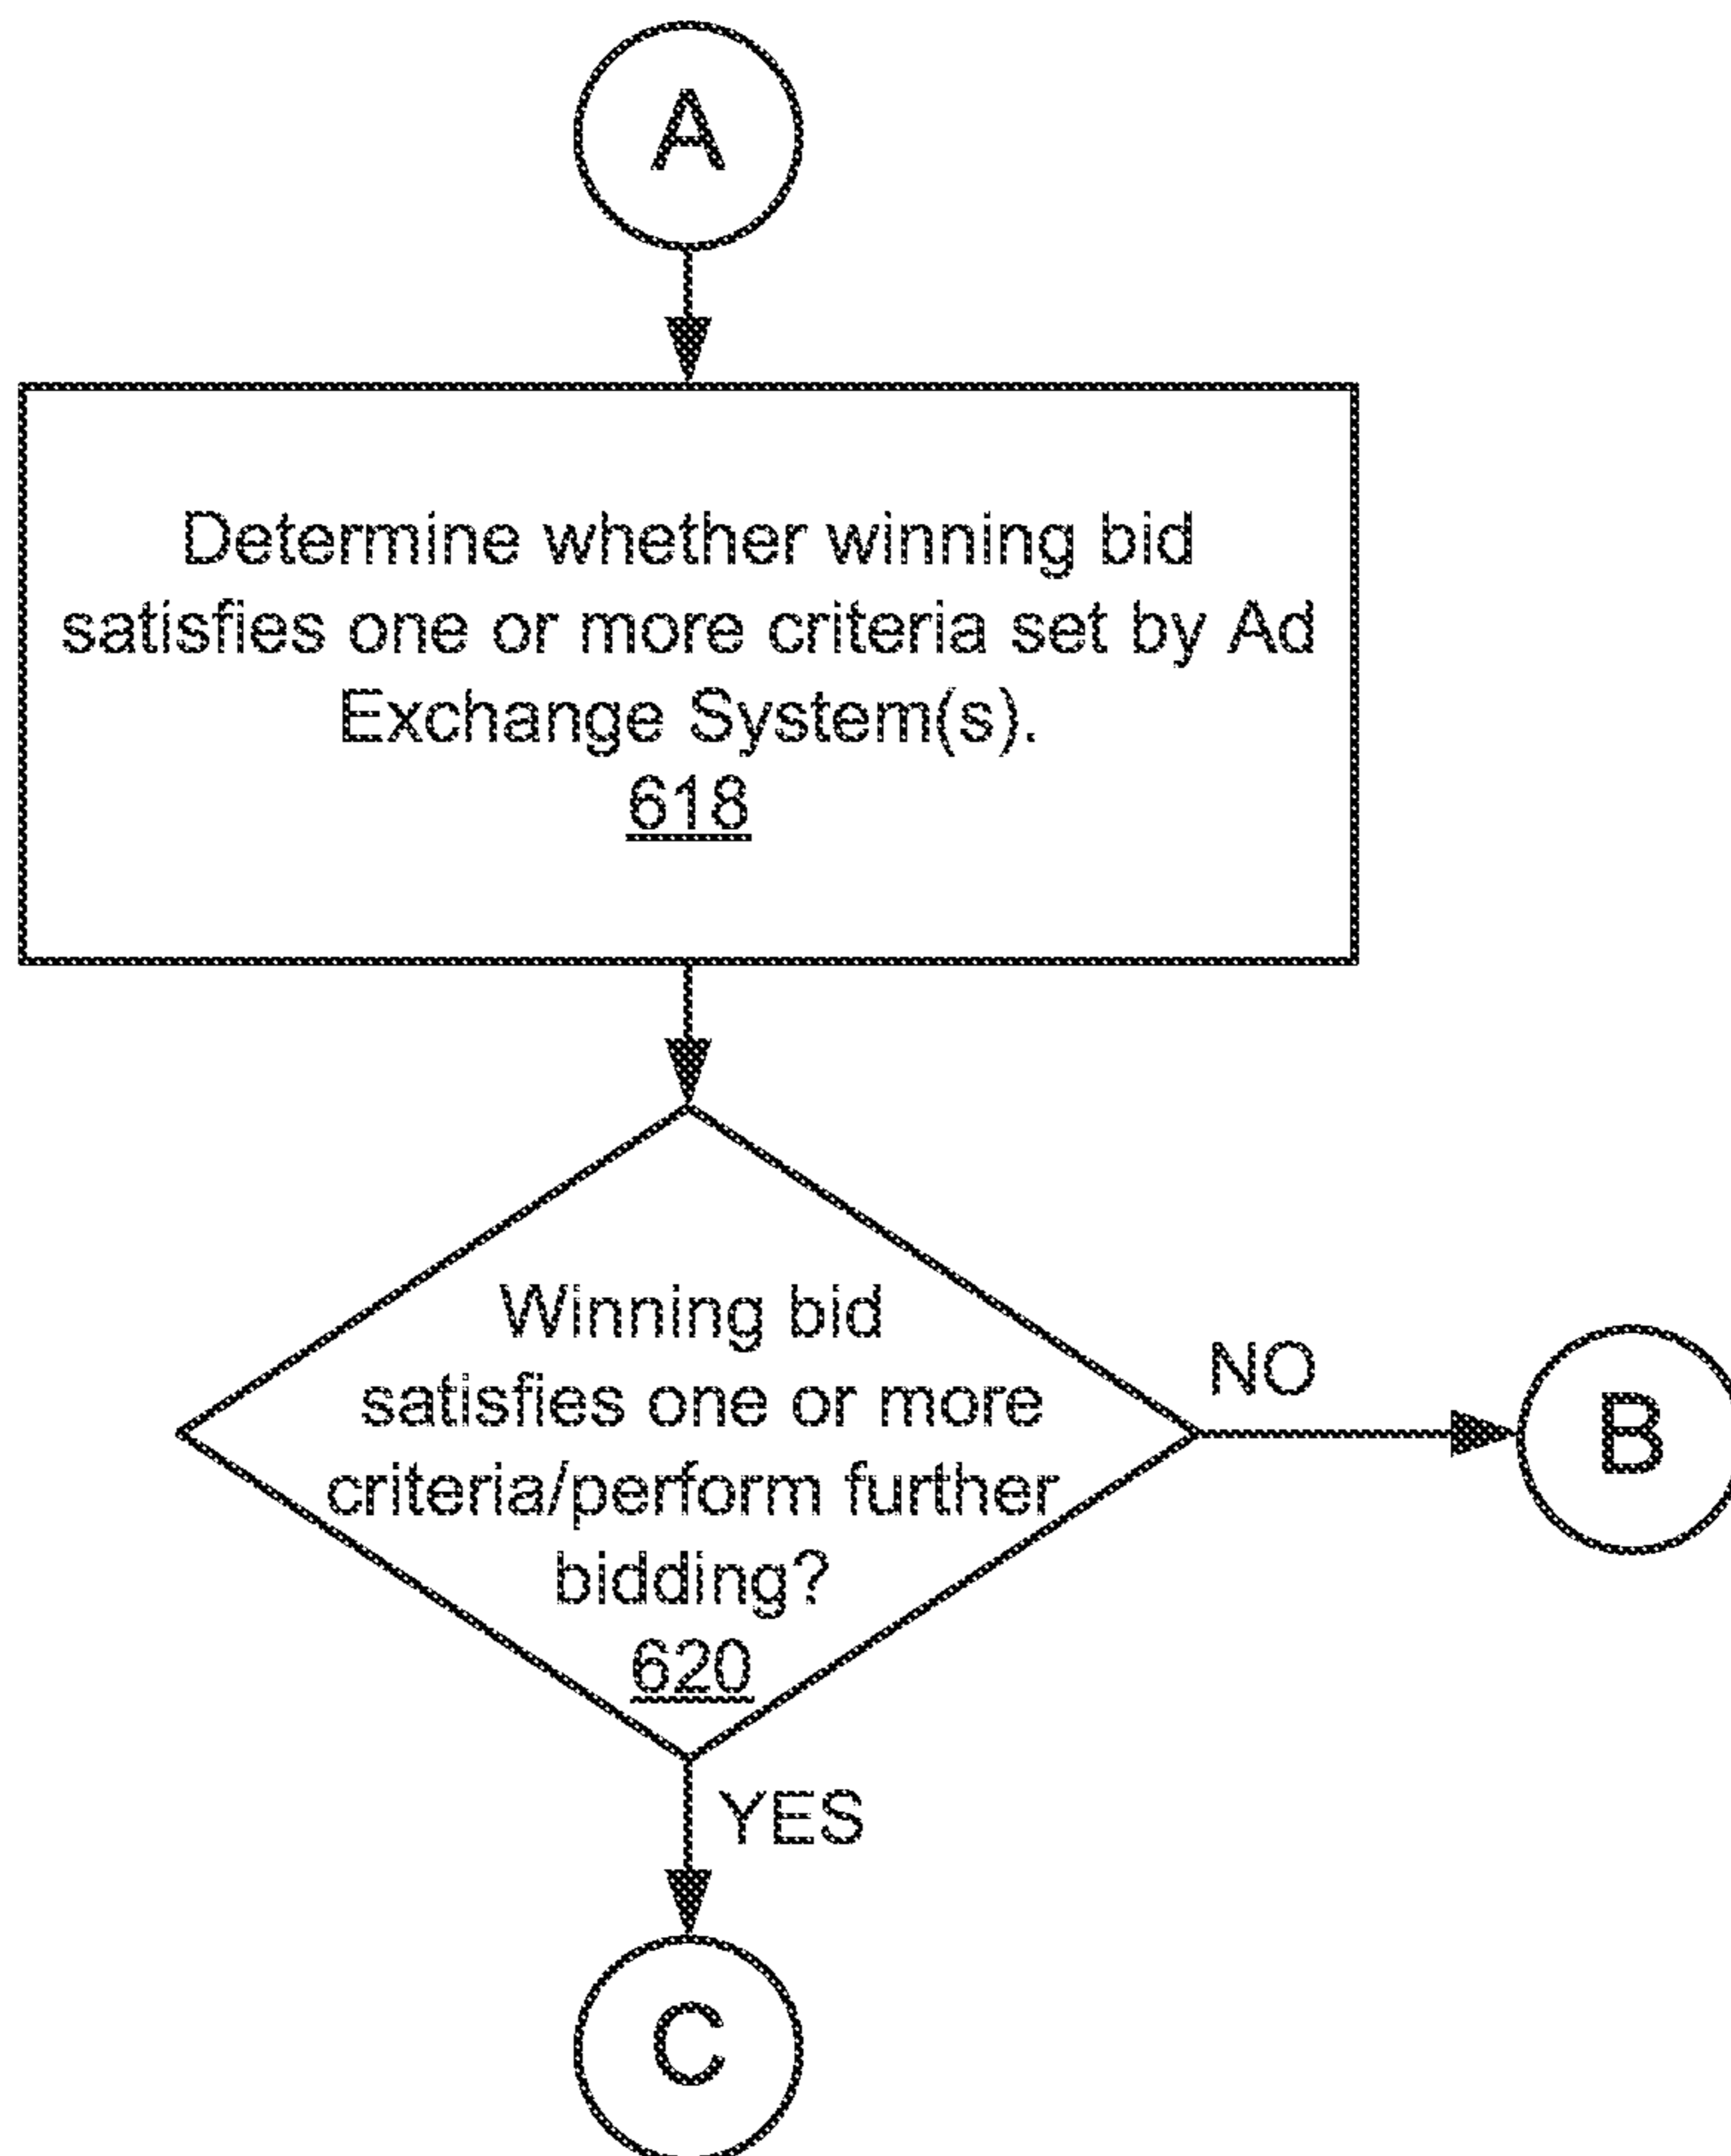 A
Determine whether winning bid
satisfies one or more criteria set by Ad
Exchange System(s).
618
Winning bid
satisfies one or more
criteria/perform further
bidding?
620
NO
B
YES
C